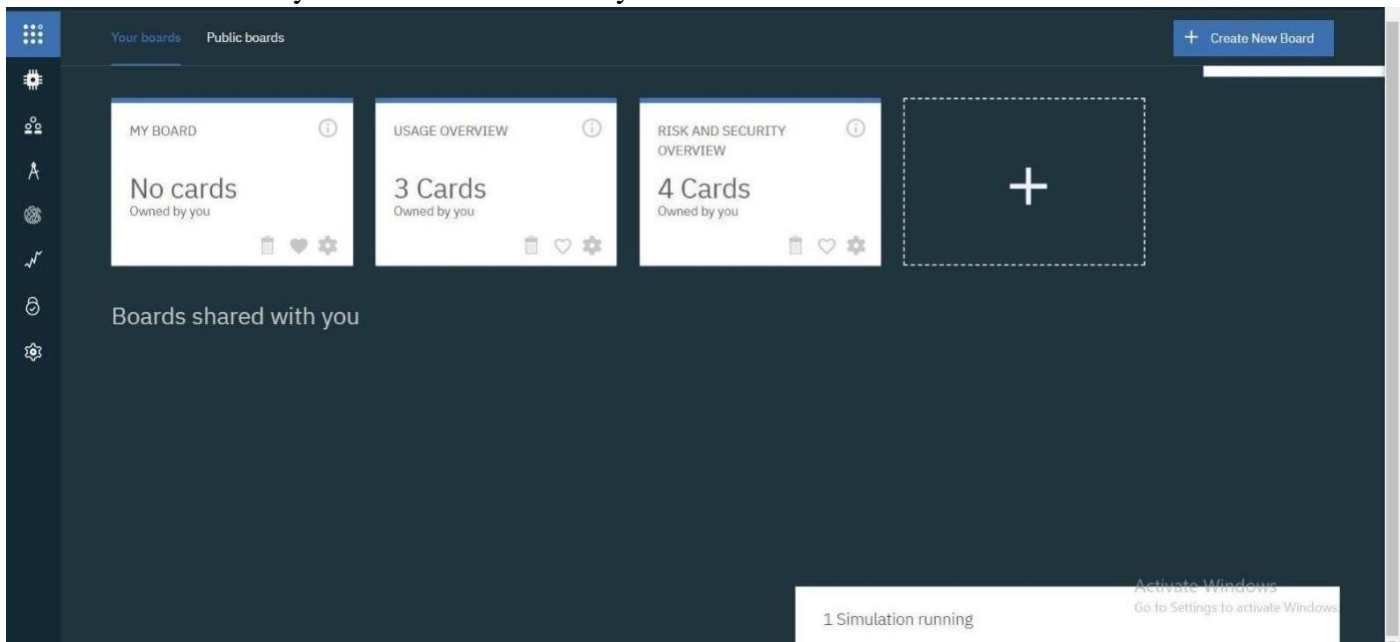 Your boards
Public boards
+ Create New Board
MY BOARD
No cards
Owned by you
USAGE OVERVIEW
3 Cards
Owned by you
RISK AND SECURITY
OVERVIEW
4 Cards
Owned by you
Boards shared with you
1 Simulation running
Activate Windows
Go to Settings to activate Windows.